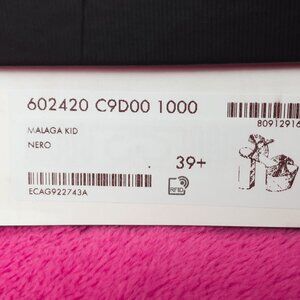 602420 C9D00 1000
80912916
MALAGA KID
NERO
39+
ECAG922743A
RFID